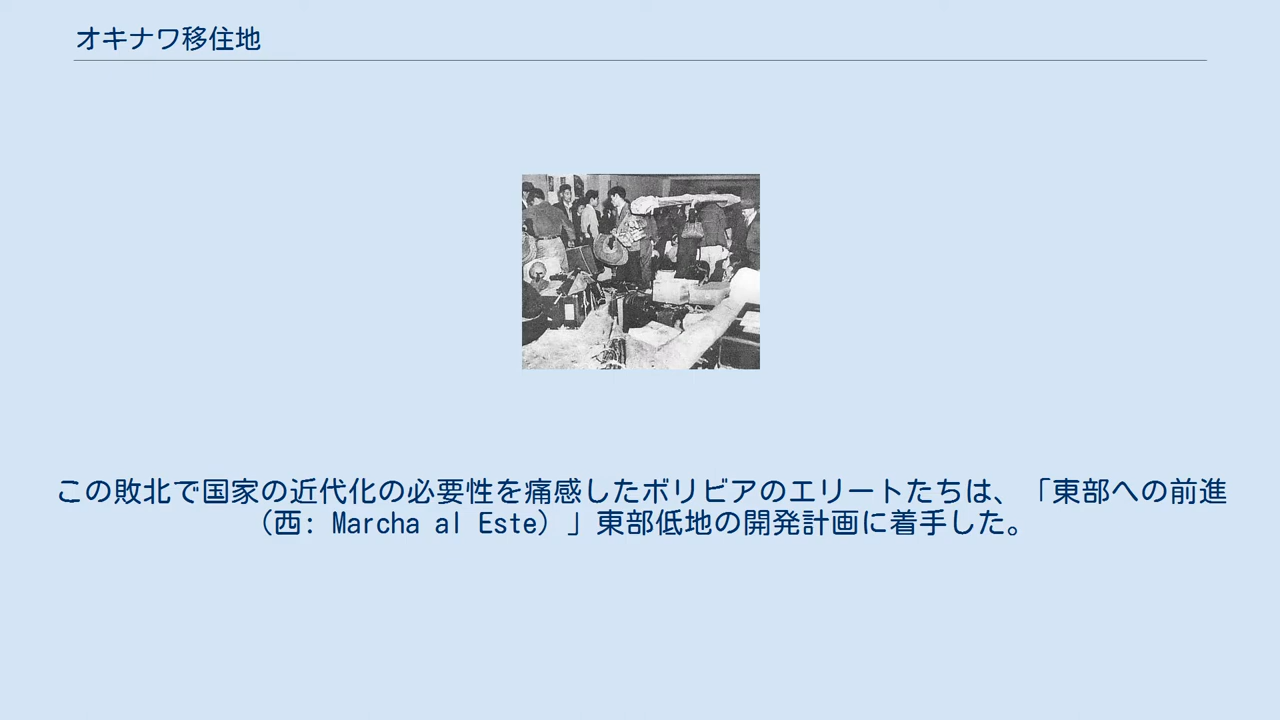 オキナワ移住地
この敗北で国家の近代化の必要性を痛感したボリビアのエリートたちは、「東部への前進
（西: Marcha al Este）」東部低地の開発計画に着手した。